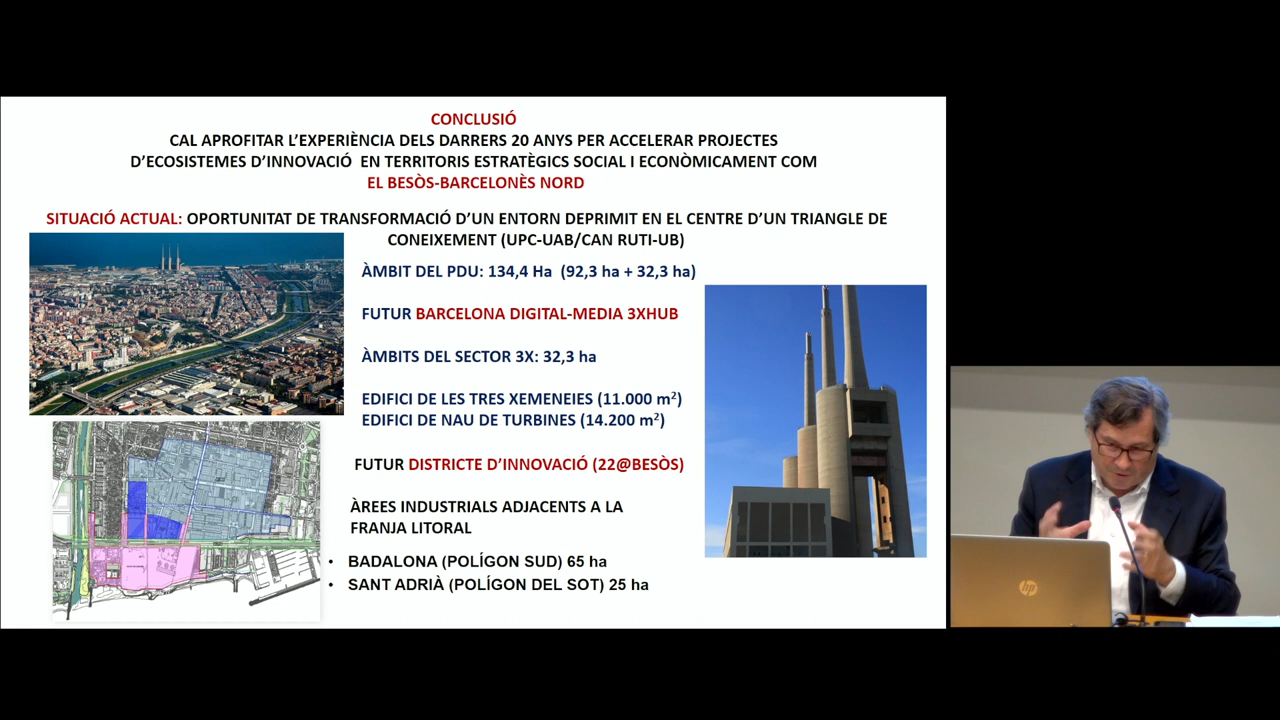 CONCLUSIÓ
CAL APROFITAR L'EXPERIÈNCIA DELS DARRERS 20 ANYS PER ACCELERAR PROJECTES
D'ECOSISTEMES D'INNOVACIÓ EN TERRITORIS ESTRATÈGICS SOCIAL I ECONÒMICAMENT COM
EL BESÒS-BARCELONÈS NORD
SITUACIÓ ACTUAL: OPORTUNITAT DE TRANSFORMACIÓ D'UN ENTORN DEPRIMIT EN EL CENTRE D'UN TRIANGLE DE
CONEIXEMENT (UPC-UAB/CAN RUTI-UB)
ÀMBIT DEL PDU: 134,4 Ha (92,3 ha + 32,3 ha)
FUTUR BARCELONA DIGITAL-MEDIA 3XHUB
ÀMBITS DEL SECTOR 3X: 32,3 ha
EDIFICI DE LES TRES XEMENEIES (11.000 m²)
EDIFICI DE NAU DE TURBINES (14.200 m²)
FUTUR DISTRICTE D'INNOVACIÓ (22@BESÒS)
ÀREES INDUSTRIALS ADJACENTS A LA
FRANJA LITORAL
• BADALONA (POLÍGON SUD) 65 ha
• SANT ADRIÀ (POLÍGON DEL SOT) 25 ha
hp